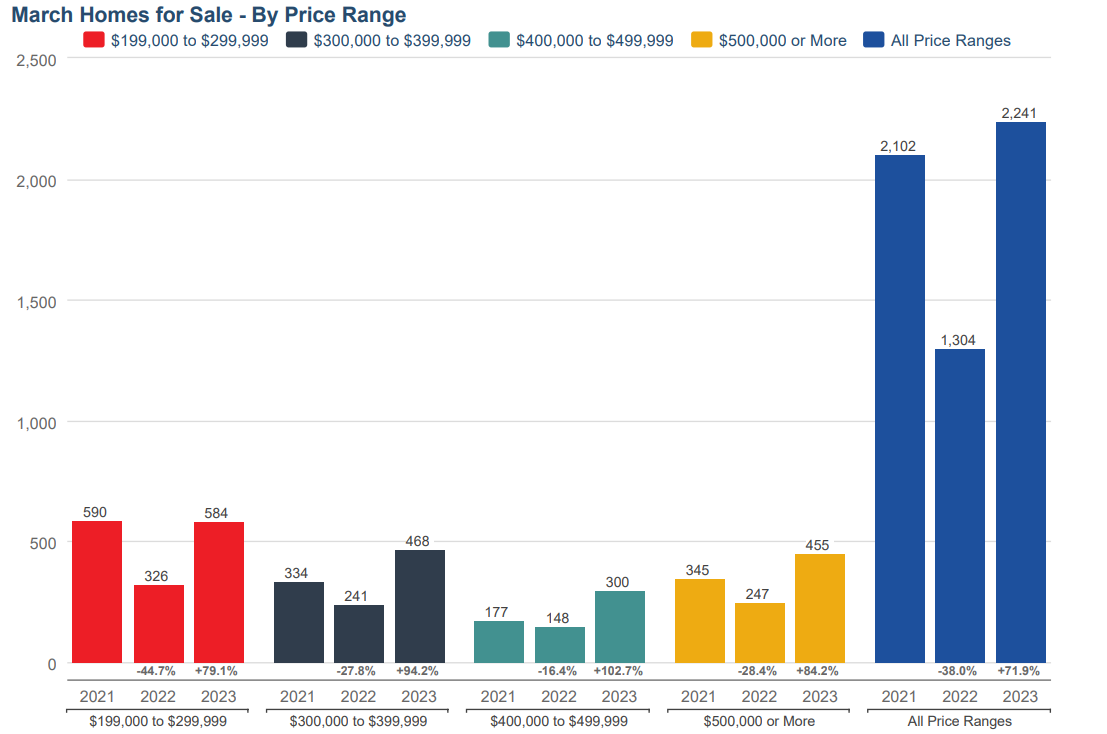 March Homes for Sale - By Price Range
$199,000 to $299,999 $300,000 to $399,999 $400,000 to $499,999 $500,000 or More All Price Ranges
2,500
2,241
2,102
2,000
1,500
1,304
1,000
590 584
500
468 455
326 334 241 177 148 300 345 247
0
-44.7% +79.1% -27.8% +94.2% -16.4% +102.7% -28.4% +84.2% -38.0% +71.9%
2021 2022 2023 2021 2022 2023 2021 2022 2023 2021 2022 2023 2021 2022 2023
$199,000 to $299,999 $300,000 to $399,999 $400,000 to $499,999 $500,000 or More All Price Ranges